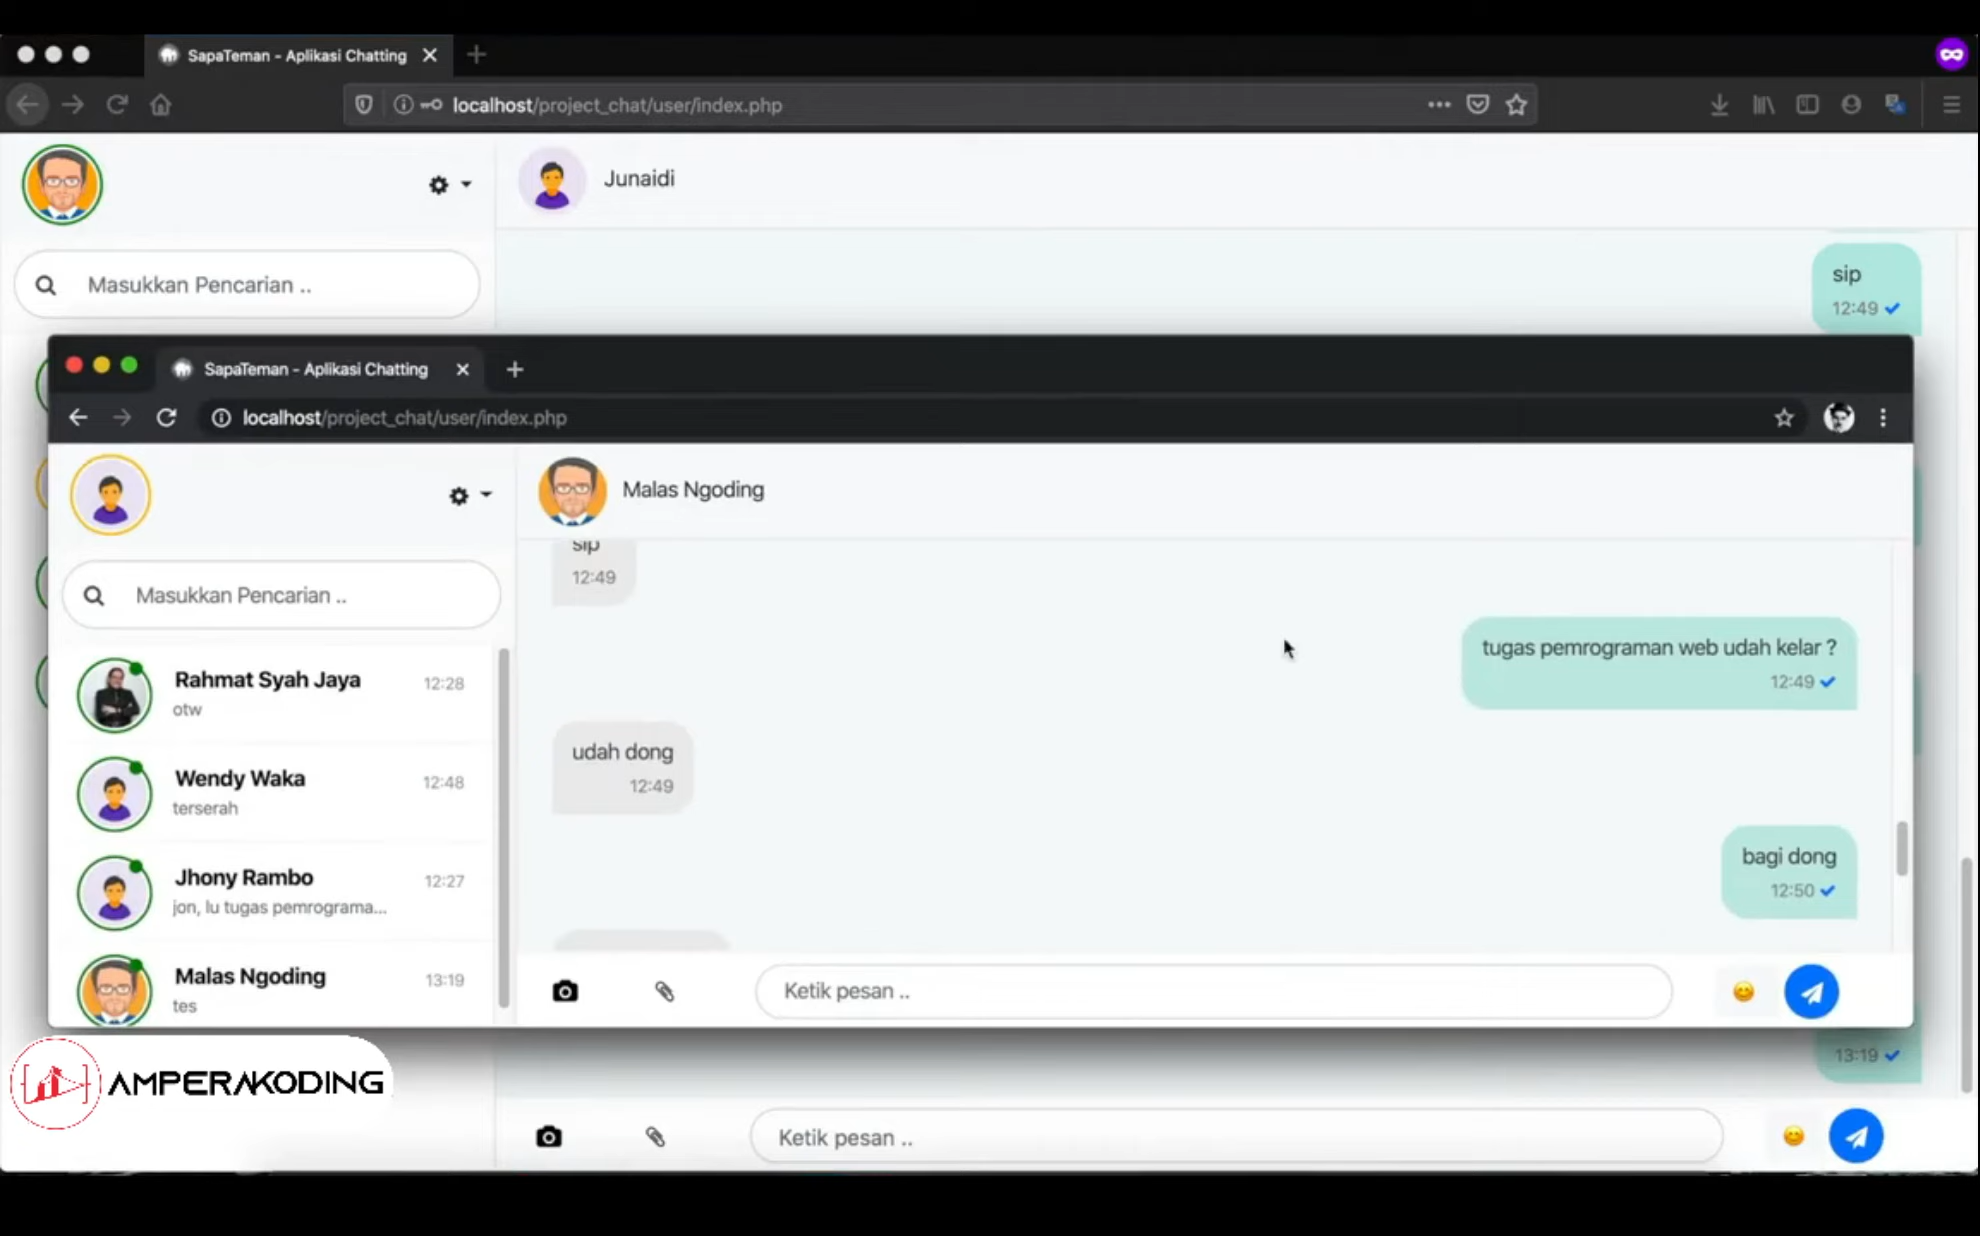 SapaTeman - Aplikasi Chatting
localhost/project_chat/user/index.php
Junaidi
Masukkan Pencarian ..
sip
12:49
SapaTeman - Aplikasi Chatting
localhost/project_chat/user/index.php
Malas Ngoding
Masukkan Pencarian ..
Rahmat Syah Jaya
12:28
otw
Wendy Waka
12:48
terserah
Jhony Rambo
12:27
jon, lu tugas pemrograma...
Malas Ngoding
13:19
tes
sip
12:49
tugas pemrograman web udah kelar ?
12:49
udah dong
12:49
bagi dong
12:50
Ketik pesan ..
13:19
AMPERAKODING
Ketik pesan ..